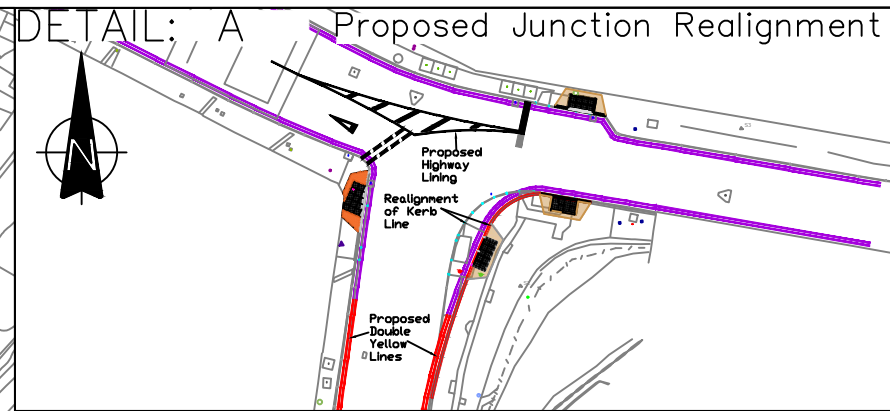 DETAIL: A Proposed Junction Realignment
N
Proposed
Highway
Lining
Realignment
of Kerb
Line
Proposed
Double
Yellow
Lines